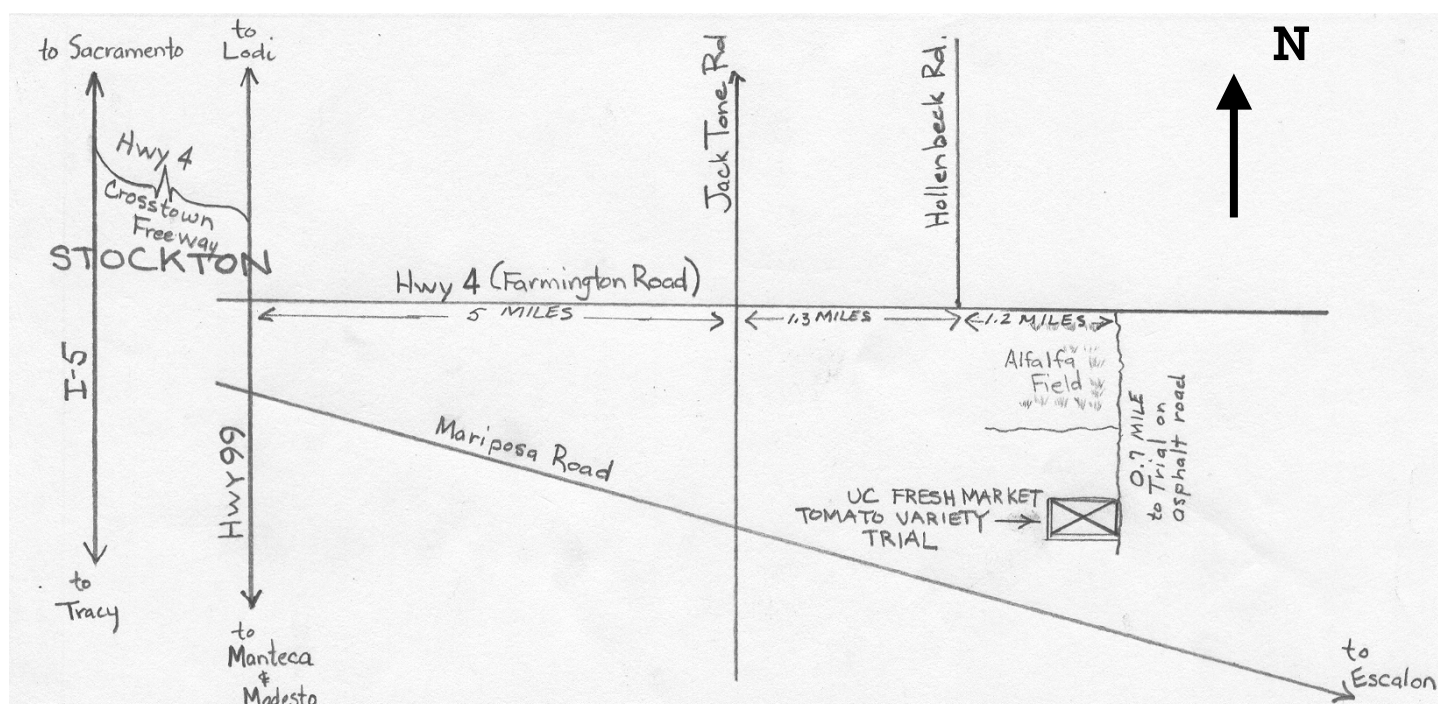 N
to Sacramento
to
Lodi
Hwy 4
Crosstown
Freeway
STOCKTON
Jack Tone Rd
Hollenbeck Rd.
Hwy 4 (Farmington Road)
5 MILES
1.3 MILES
1.2 MILES
Alfalfa
Field
0.7 MILE
to Trial on
asphalt road
I-5
Hwy 99
Mariposa Road
UC FRESH MARKET
TOMATO VARIETY
TRIAL
to
Tracy
to
Manteca
&
Modesto
to
Escalon